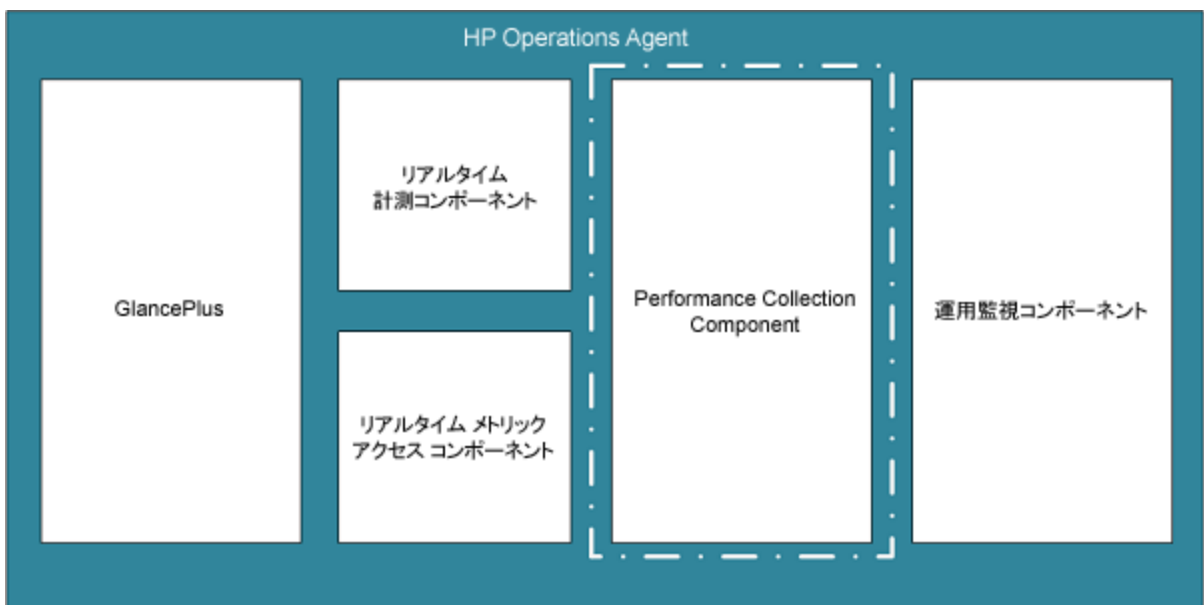 HP Operations Agent
GlancePlus
リアルタイム
計測コンポーネント
リアルタイム メトリック
アクセス コンポーネント
Performance Collection
Component
運用監視コンポーネント